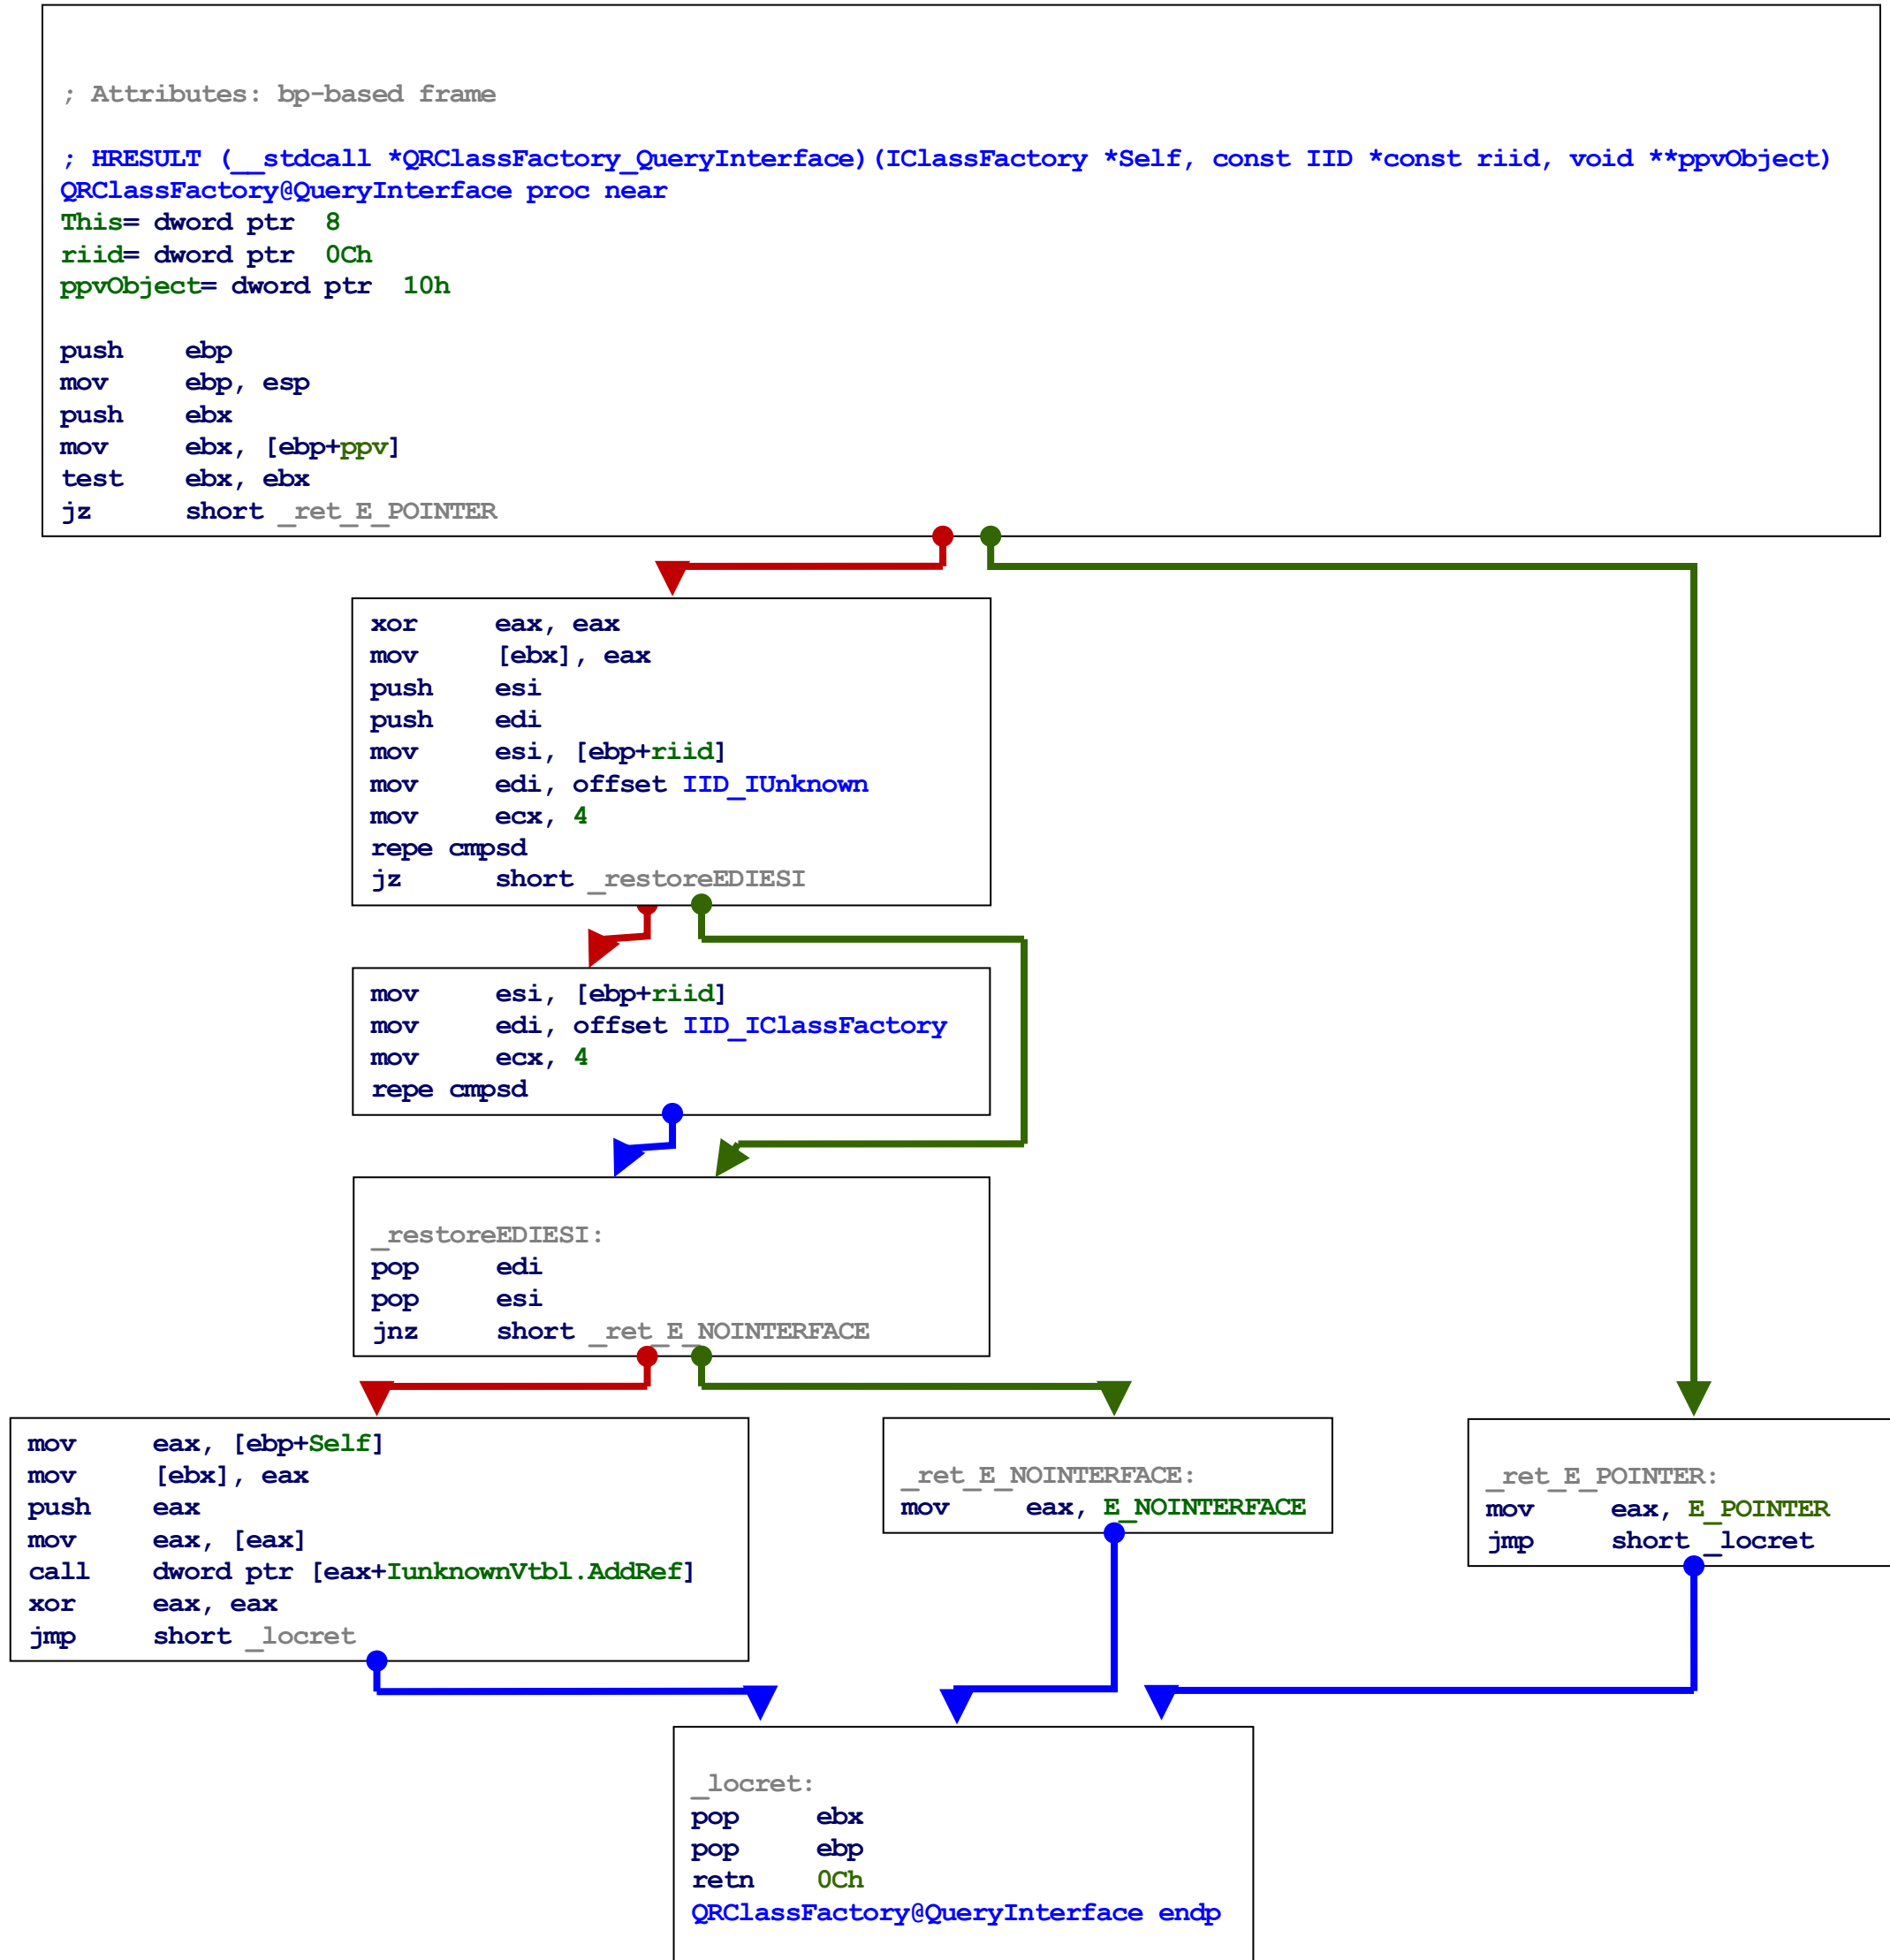 ; Attributes: bp-based frame
; HRESULT (__stdcall *QRClassFactory_QueryInterface)(IClassFactory *Self, const IID *const riid, void **ppvObject)
QRClassFactory@QueryInterface proc near
This= dword ptr  8
riid= dword ptr  0Ch
ppvObject= dword ptr  10h
push    ebp
mov     ebp, esp
push    ebx
mov     ebx, [ebp+ppv]
test    ebx, ebx
jz      short _ret_E_POINTER
xor     eax, eax
mov     [ebx], eax
push    esi
push    edi
mov     esi, [ebp+riid]
mov     edi, offset IID_IUnknown
mov     ecx, 4
repe cmpsd
jz      short _restoreEDIESI
mov     esi, [ebp+riid]
mov     edi, offset IID_IClassFactory
mov     ecx, 4
repe cmpsd
_restoreEDIESI:
pop     edi
pop     esi
jnz     short _ret_E_NOINTERFACE
mov     eax, [ebp+Self]
mov     [ebx], eax
push    eax
mov     eax, [eax]
call    dword ptr [eax+IunknownVtbl.AddRef]
xor     eax, eax
jmp     short _locret
_ret_E_NOINTERFACE:
mov     eax, E_NOINTERFACE
_ret_E_POINTER:
mov     eax, E_POINTER
jmp     short _locret
_locret:
pop     ebx
pop     ebp
retn    0Ch
QRClassFactory@QueryInterface endp